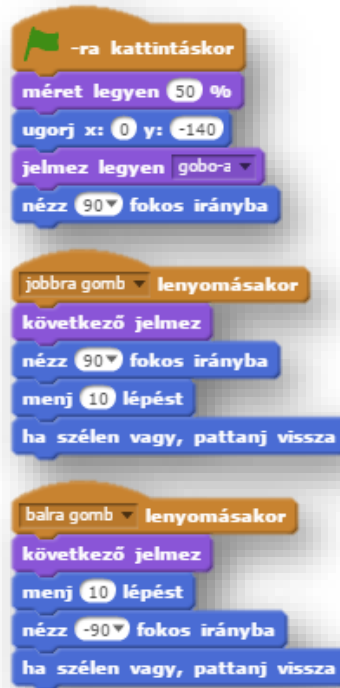 -ra kattintáskor
méret legyen 50 %
ugorj x: 0 y: -140
jelmez legyen gobo-a
nézz 90 fokos irányba
jobbra gomb lenyomásakor
következő jelmez
nézz 90 fokos irányba
menj 10 lépést
ha szélen vagy, pattanj vissza
balra gomb lenyomásakor
következő jelmez
menj 10 lépést
nézz -90 fokos irányba
ha szélen vagy, pattanj vissza